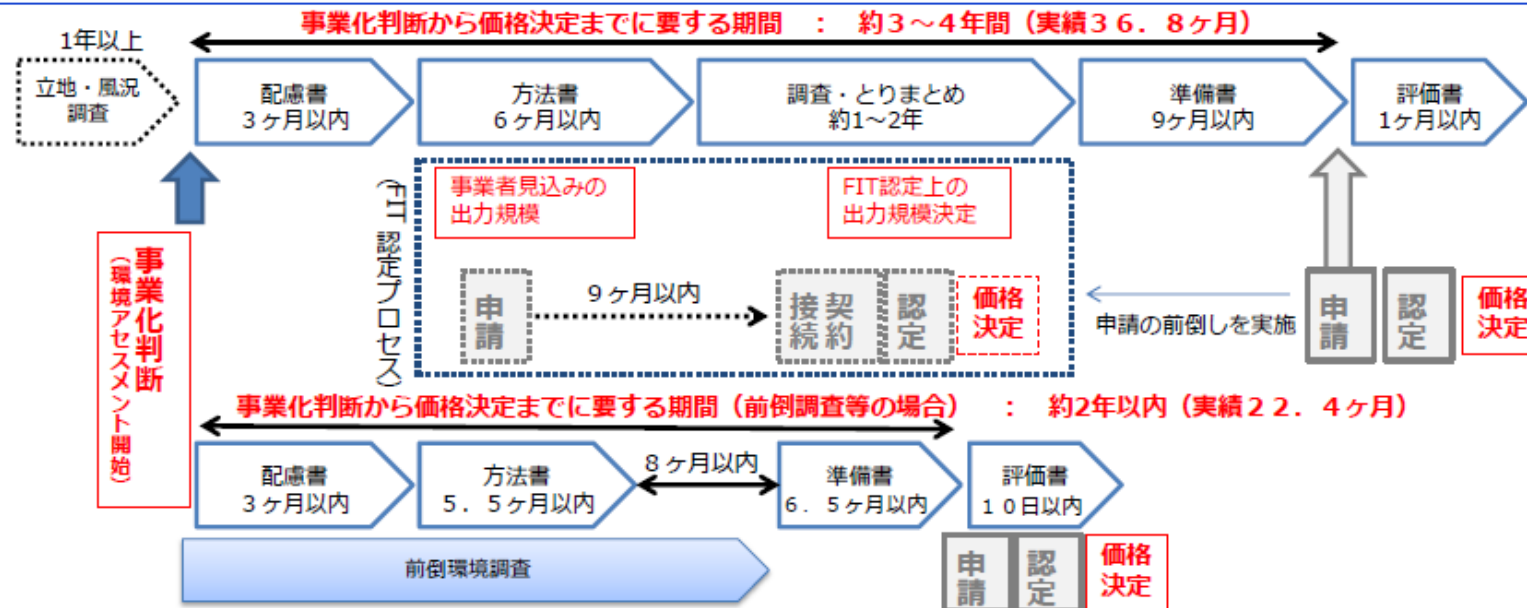 事業化判断から価格決定までに要する期間 ： 約３～４年間（実績３６．８ヶ月）
1年以上
立地・風況
調査
配慮書
３ヶ月以内
方法書
６ヶ月以内
調査・とりまとめ
約1～2年
準備書
9ヶ月以内
評価書
1ヶ月以内
（FIT認定プロセス）
事業者見込みの
出力規模
FIT認定上の
出力規模決定
申請
９ヶ月以内
接続
契約
認定
価格
決定
申請の前倒しを実施
申請
認定
価格
決定
事業化判断
（環境アセスメント開始）
事業化判断から価格決定までに要する期間（前倒調査等の場合） ： 約2年以内（実績２２．４ヶ月）
配慮書
３ヶ月以内
方法書
５．５ヶ月以内
８ヶ月以内
準備書
６．５ヶ月以内
評価書
１０日以内
前倒環境調査
申請
認定
価格
決定